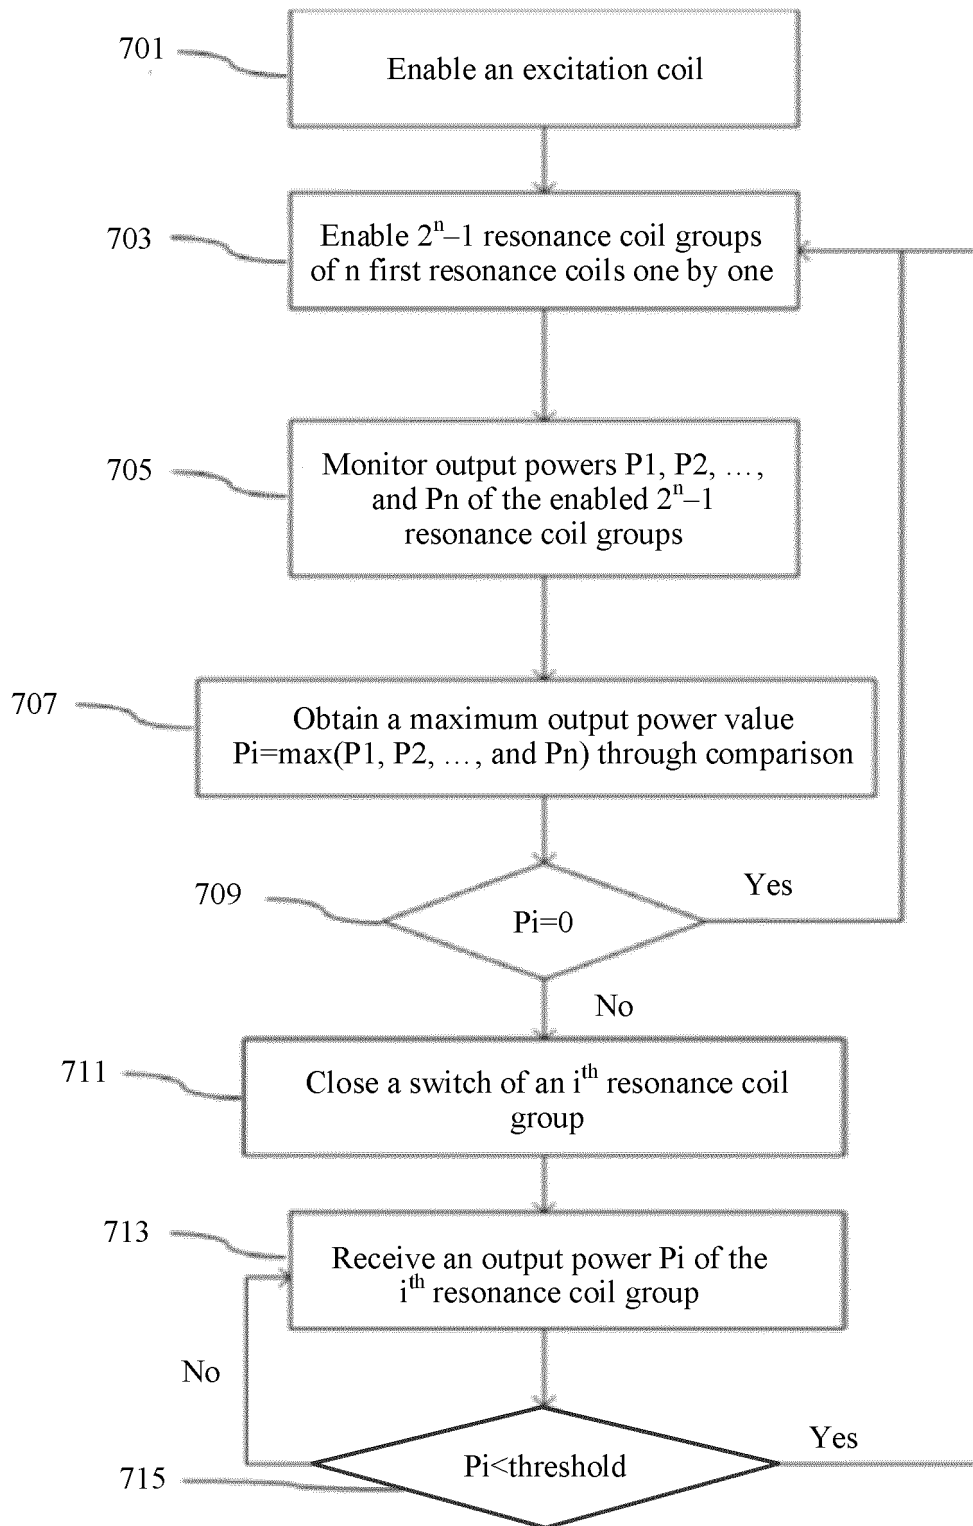 701
Enable an excitation coil
703
Enable 2ⁿ–1 resonance coil groups
of n first resonance coils one by one
705
Monitor output powers P1, P2, …,
and Pn of the enabled 2ⁿ–1
resonance coil groups
707
Obtain a maximum output power value
Pi=max(P1, P2, …, and Pn) through comparison
709
Pi=0
Yes
No
711
Close a switch of an iᵗʰ resonance coil
group
713
Receive an output power Pi of the
iᵗʰ resonance coil group
No
715
Pi<threshold
Yes